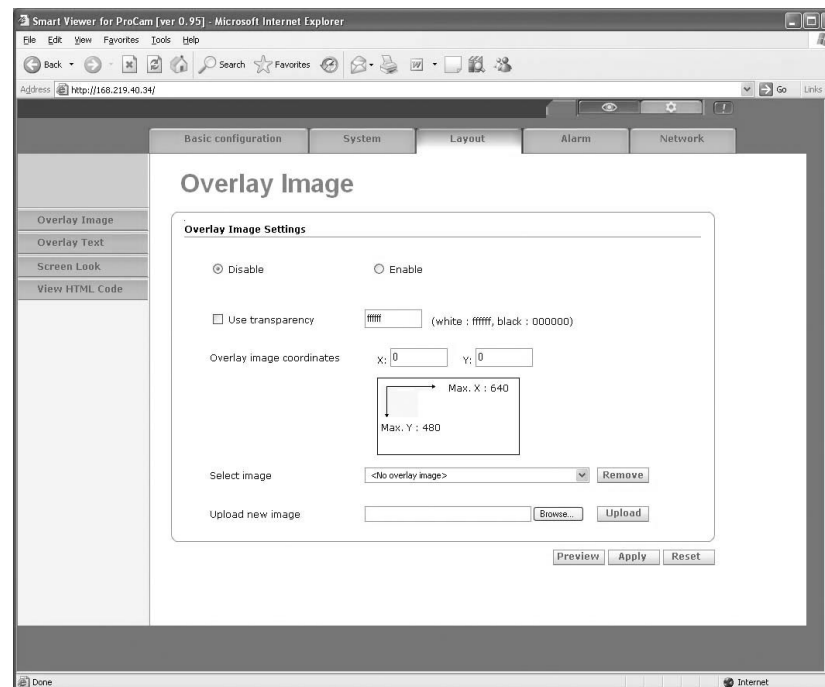 Smart Viewer for ProCam [ver 0.95] - Microsoft Internet Explorer
File Edit View Favorites Tools Help
Back Search Favorites
Address http://168.219.40.34/ Go Links
Basic configuration System Layout Alarm Network
Overlay Image
Overlay Image
Overlay Text
Screen Look
View HTML Code
Overlay Image Settings
Disable Enable
Use transparency ffffff (white : ffffff, black : 000000)
Overlay image coordinates X: 0 Y: 0
Max. X : 640
Max. Y : 480
Select image <No overlay image> Remove
Upload new image Browse... Upload
Preview Apply Reset
Done Internet